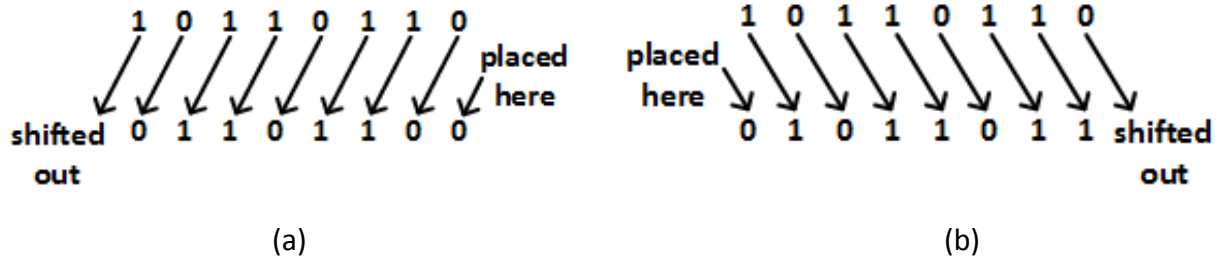 1 0 1 1 0 1 1 0
placed
here
shifted 0 1 1 0 1 1 0 0
out
(a)
1 0 1 1 0 1 1 0
placed
here
0 1 0 1 1 0 1 1 shifted
out
(b)